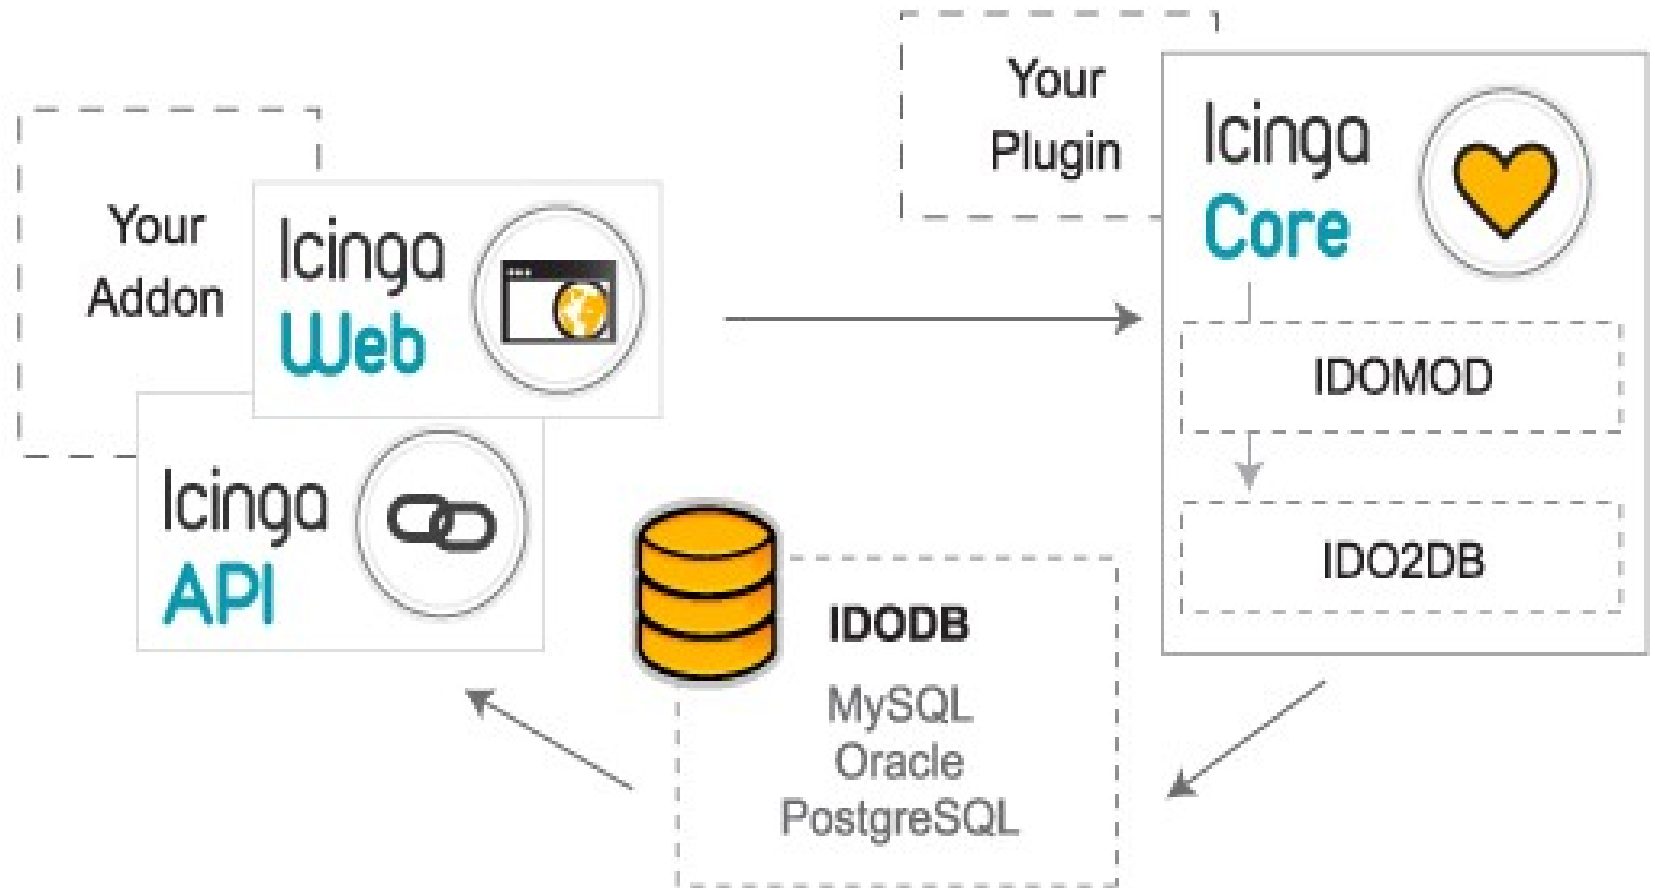 Your
Addon
Icinga
Web
Icinga
API
Your
Plugin
Icinga
Core
IDOMOD
IDO2DB
IDODB
MySQL
Oracle
PostgreSQL